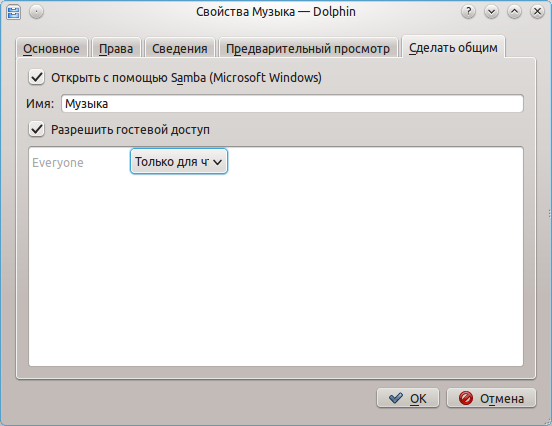 Свойства Музыка — Dolphin
Основное Права Сведения Предварительный просмотр Сделать общим
Открыть с помощью Samba (Microsoft Windows)
Имя: Музыка
Разрешить гостевой доступ
Everyone Только для чт
OK Отмена